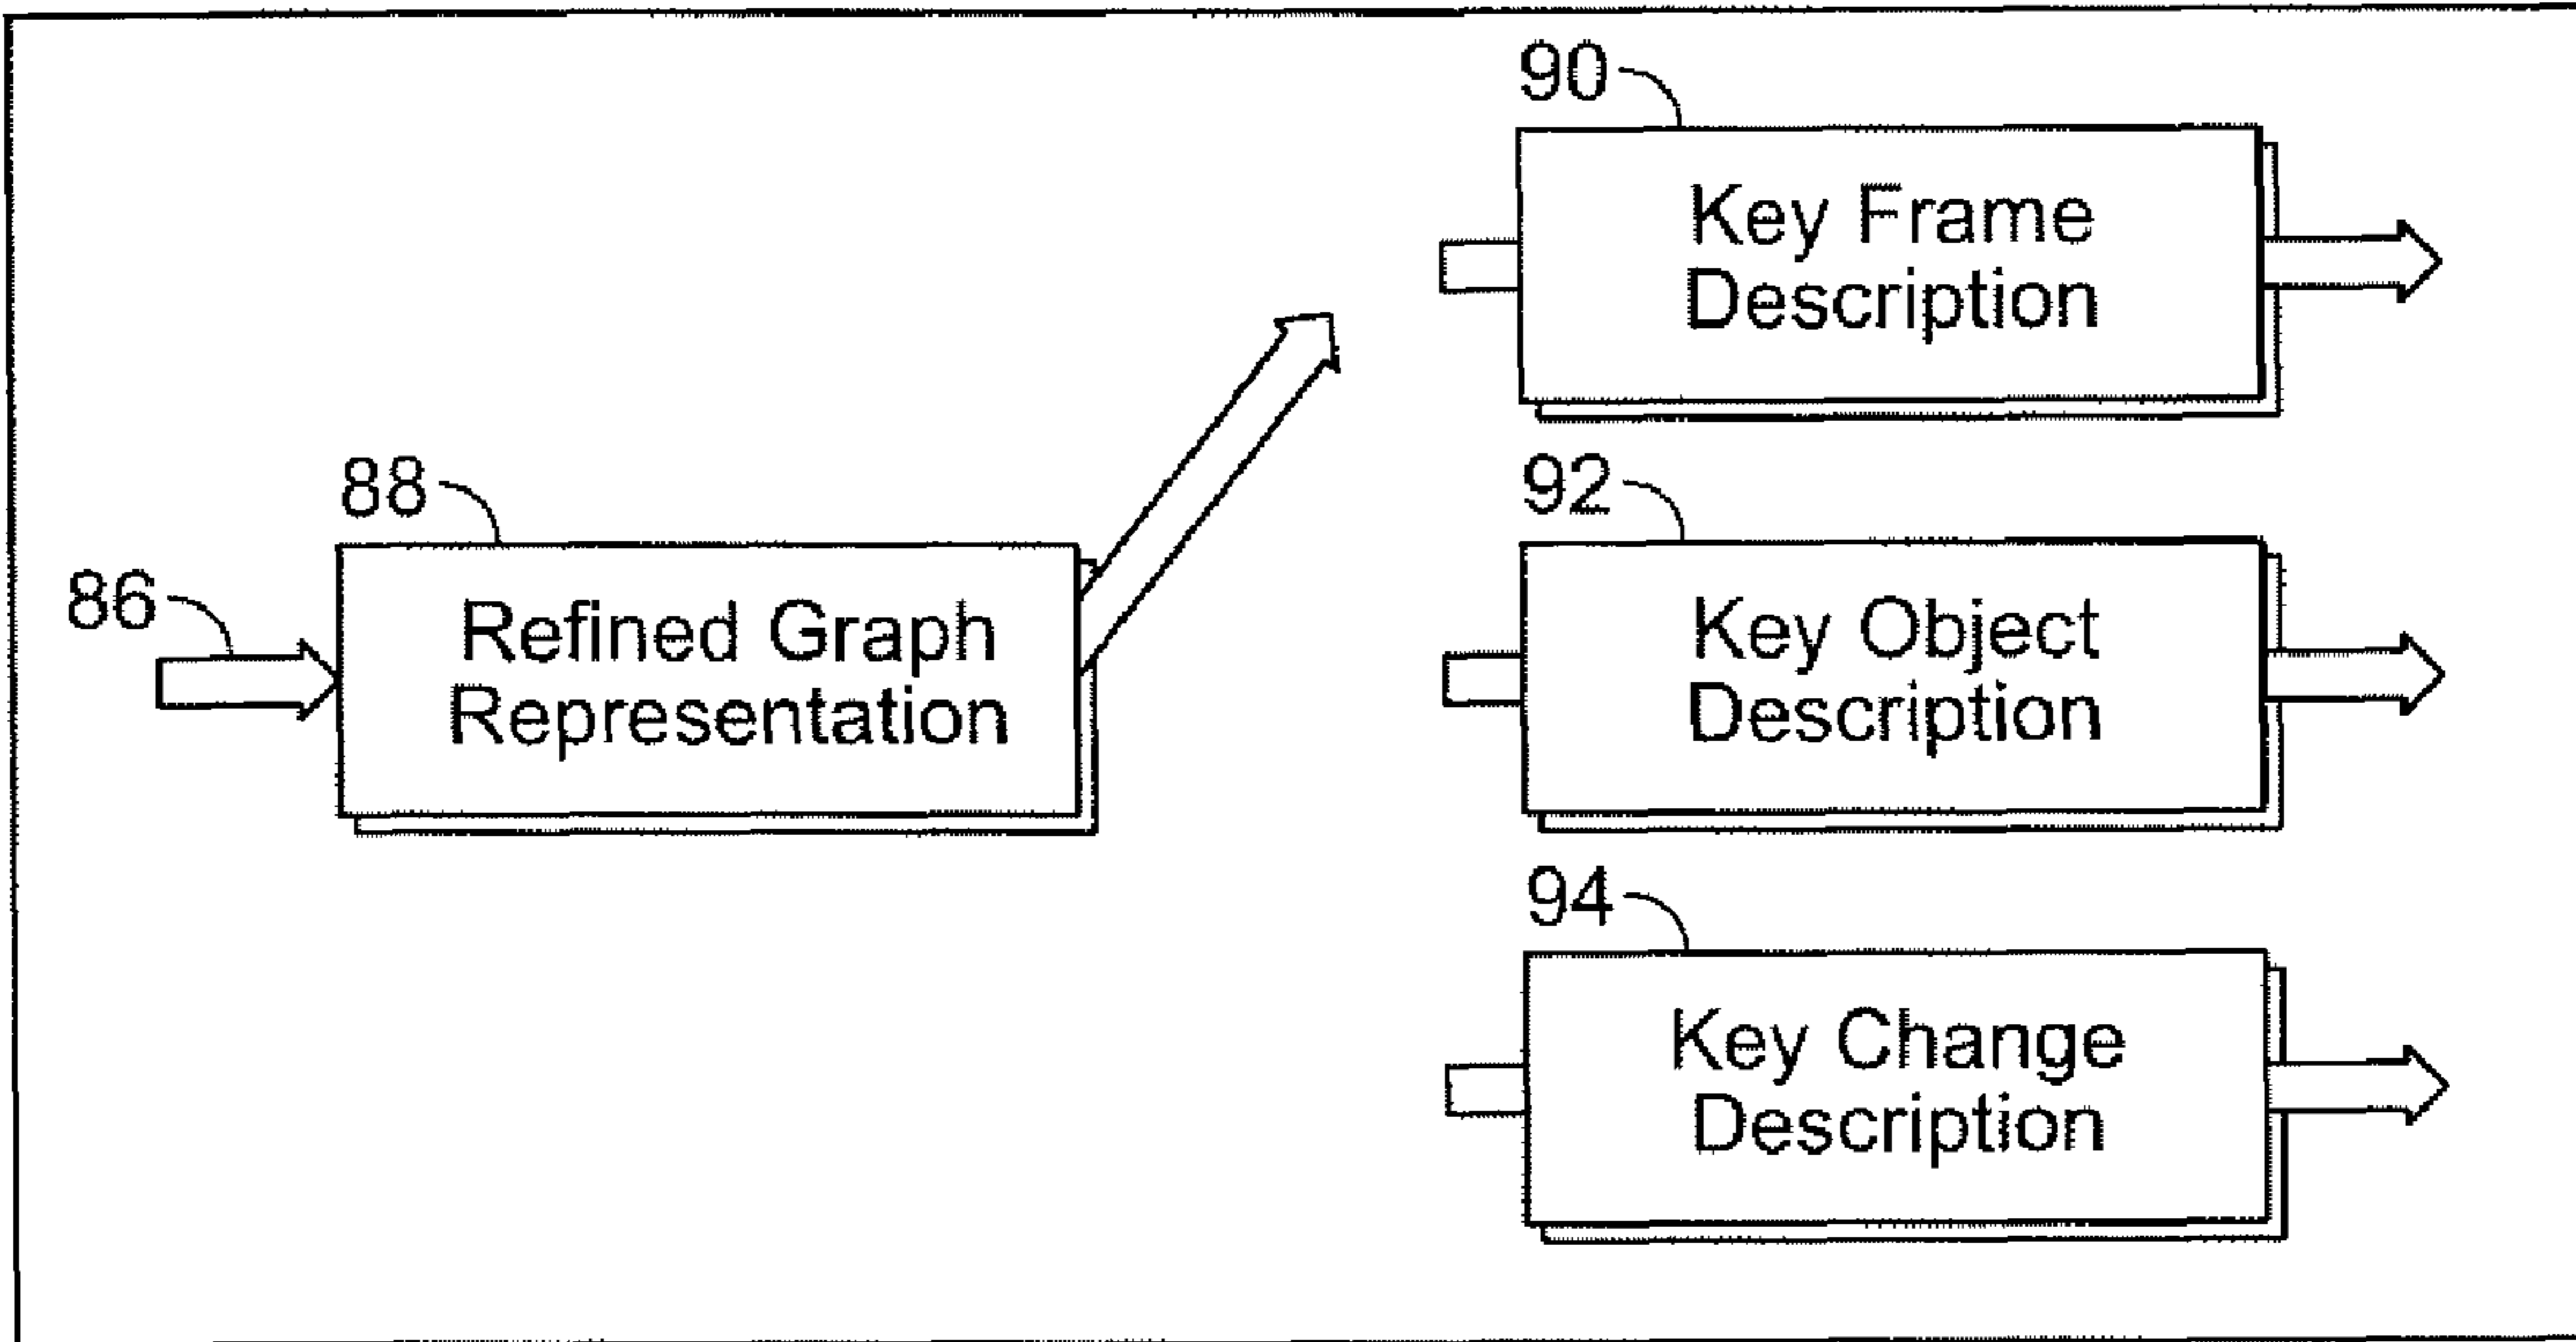 90
Key Frame
Description
88
86
Refined Graph
Representation
92
Key Object
Description
94
Key Change
Description